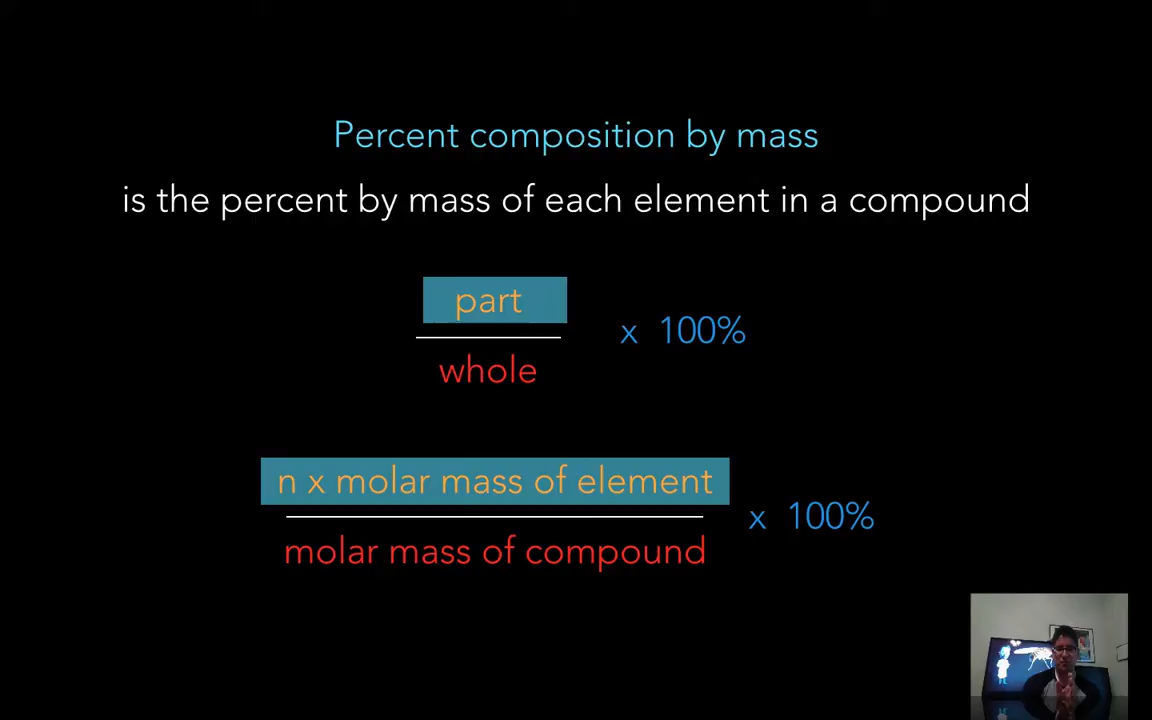 Percent composition by mass
is the percent by mass of each element in a compound
part
whole
x 100%
n x molar mass of element
molar mass of compound
x 100%